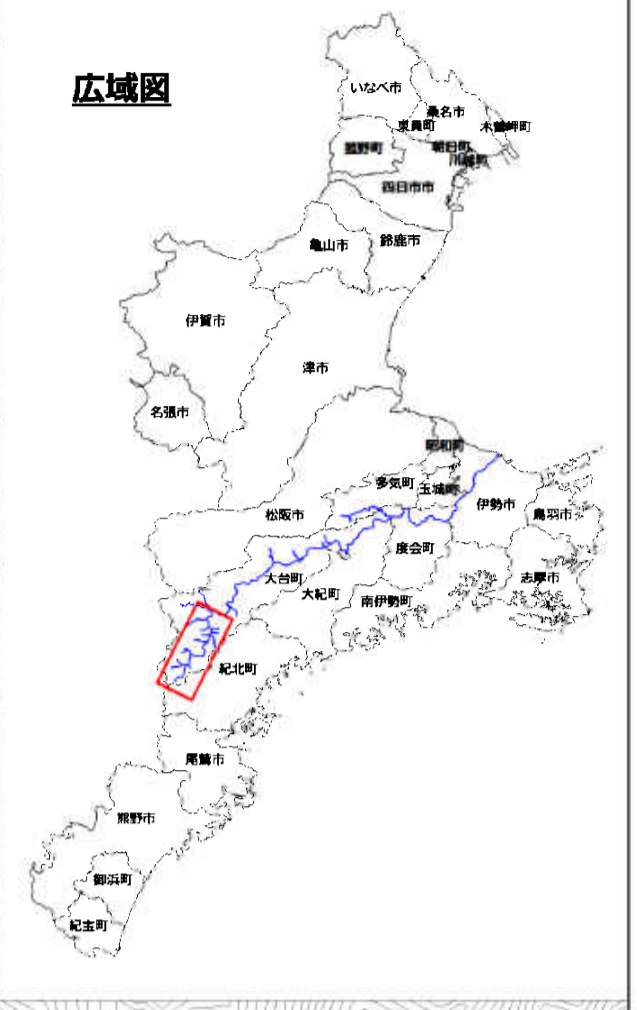 広域図
いなべ市
桑名市
東員町
木曽岬町
菰野町
朝日町
川越町
四日市市
亀山市
鈴鹿市
伊賀市
津市
名張市
明和町
多気町
玉城町
松阪市
伊勢市
鳥羽市
度会町
大台町
志摩市
大紀町
南伊勢町
紀北町
尾鷲市
熊野市
御浜町
紀宝町